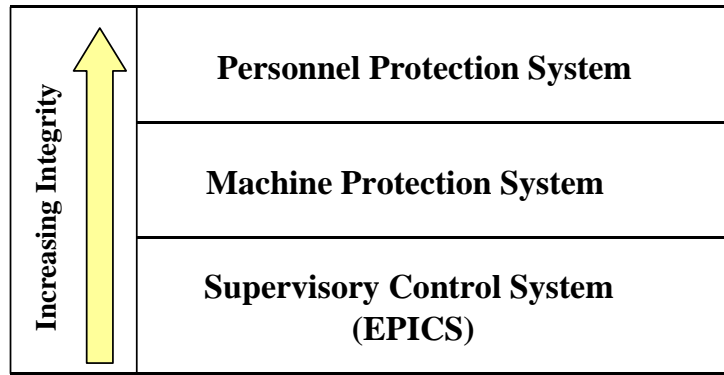 Increasing Integrity
Personnel Protection System
Machine Protection System
Supervisory Control System
(EPICS)